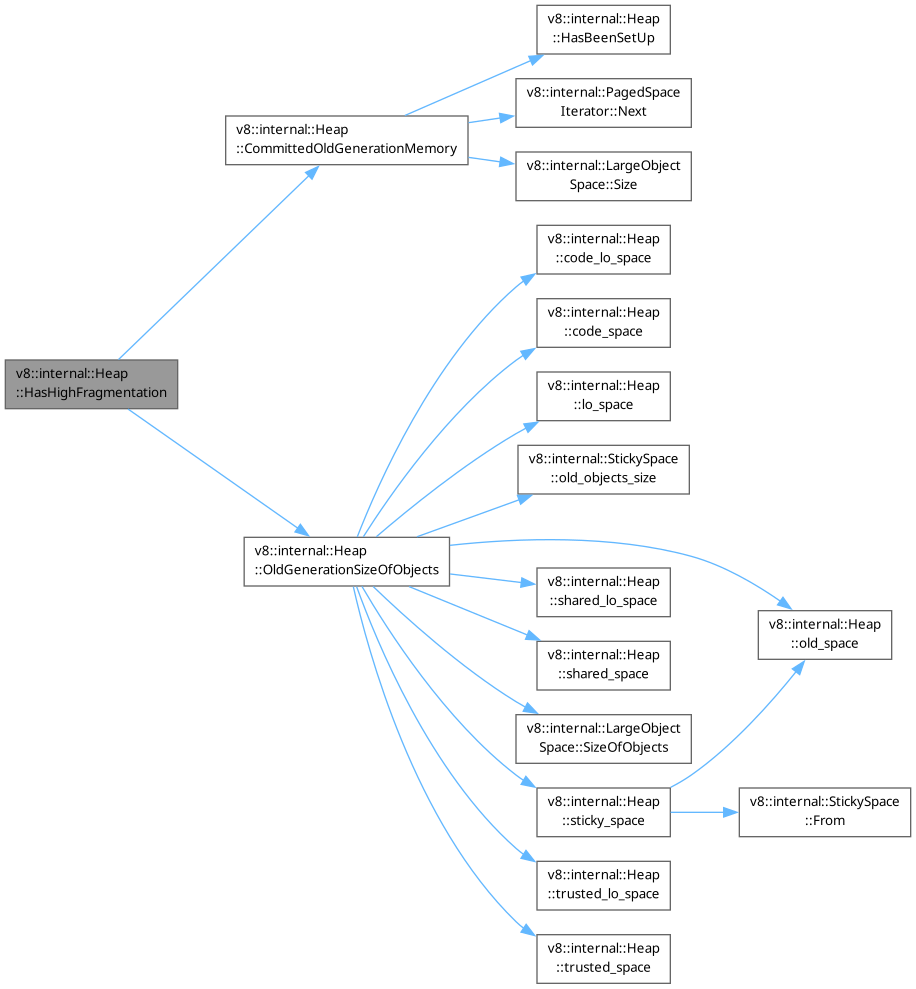 v8::internal::Heap
::HasBeenSetUp
v8::internal::PagedSpace
Iterator::Next
v8::internal::Heap
::CommittedOldGenerationMemory
v8::internal::LargeObject
Space::Size
v8::internal::Heap
::code_lo_space
v8::internal::Heap
::code_space
v8::internal::Heap
::HasHighFragmentation
v8::internal::Heap
::lo_space
v8::internal::StickySpace
::old_objects_size
v8::internal::Heap
::OldGenerationSizeOfObjects
v8::internal::Heap
::shared_lo_space
v8::internal::Heap
::old_space
v8::internal::Heap
::shared_space
v8::internal::LargeObject
Space::SizeOfObjects
v8::internal::Heap
::sticky_space
v8::internal::StickySpace
::From
v8::internal::Heap
::trusted_lo_space
v8::internal::Heap
::trusted_space